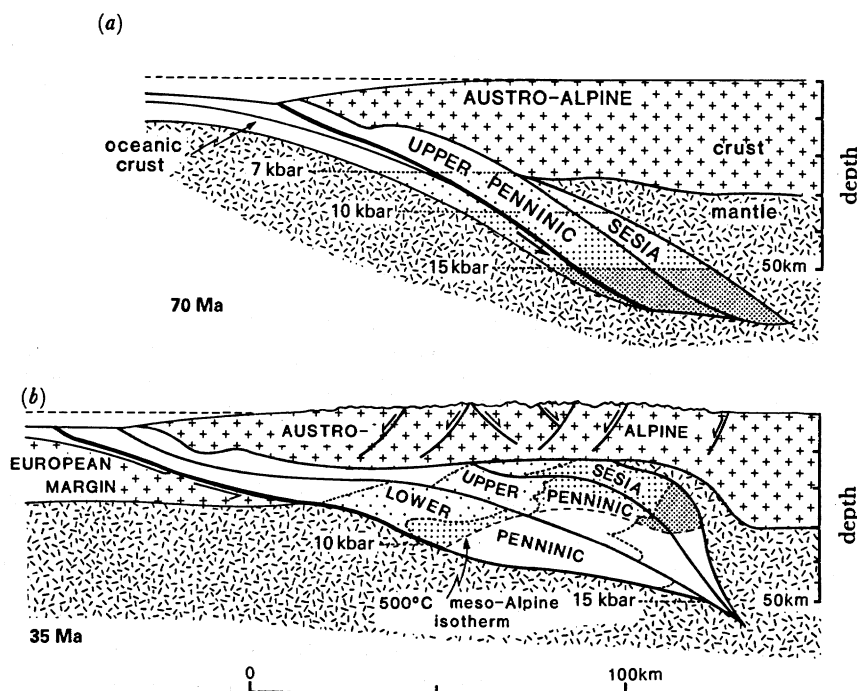 (a)
AUSTRO-ALPINE
oceanic
crust
crust
UPPER PENNINIC
7 kbar
10 kbar
SESIA
mantle
depth
15 kbar
50km
70 Ma
(b)
AUSTRO-
ALPINE
EUROPEAN
MARGIN
SESIA
UPPER
PENNINIC
LOWER
PENNINIC
10 kbar
depth
500°C meso-Alpine
isotherm
15 kbar
50km
35 Ma
0
100km